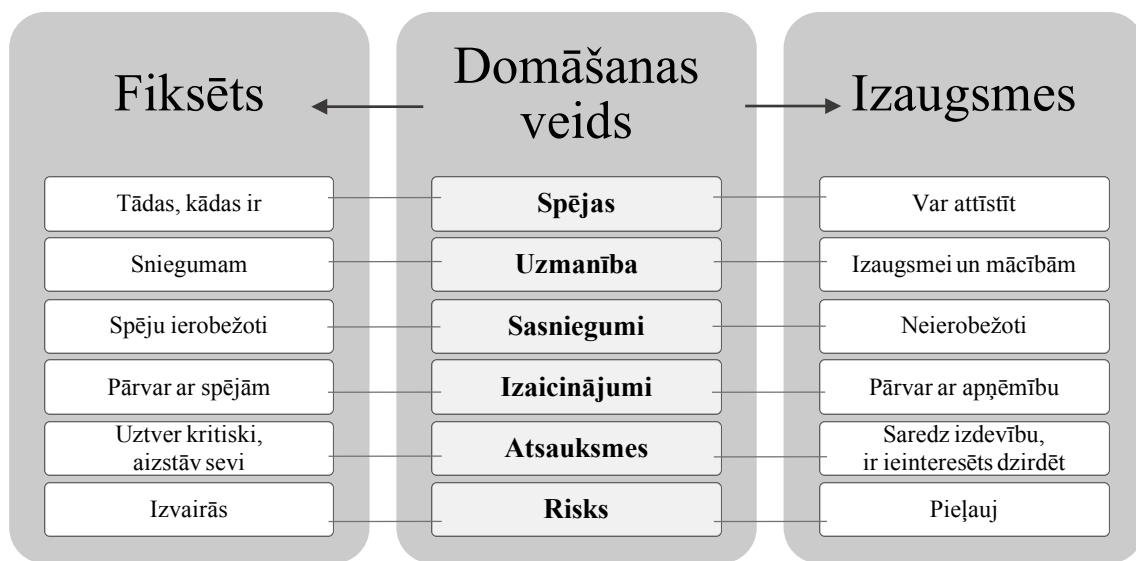 Fiksēts
Domāšanas
veids
Izaugsmes
Tādas, kādas ir
Spējas
Var attīstīt
Sniegumam
Uzmanība
Izaugsmei un mācībām
Spēju ierobežoti
Sasniegumi
Neierobežoti
Pārvar ar spējām
Izaicinājumi
Pārvar ar apņēmību
Uztver kritiski,
aizstāv sevi
Atsauksmes
Saredz izdevību,
ir ieinteresēts dzirdēt
Izvairās
Risks
Pieļauj